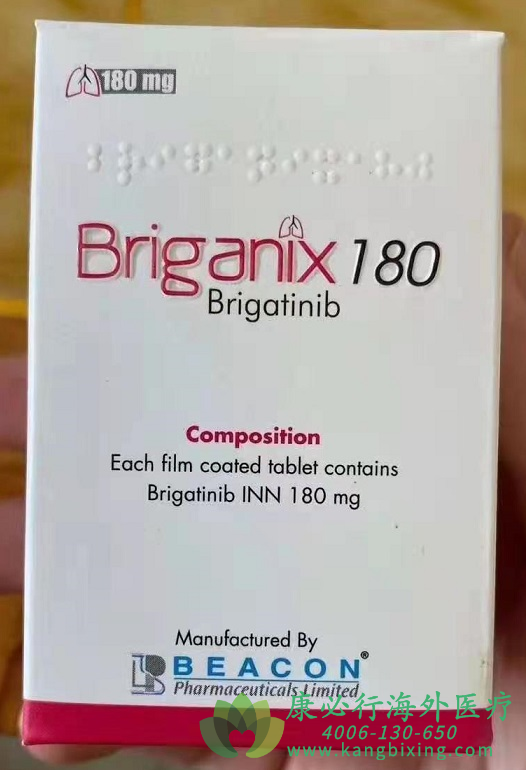 180 mg
Briganix 180
Brigatinib
Composition
Each film coated tablet contains
Brigatinib INN 180 mg
Manufactured By
BEACON®
Pharmaceuticals Limited
康必行海外医疗
4006-130-650
www.kangbixing.com